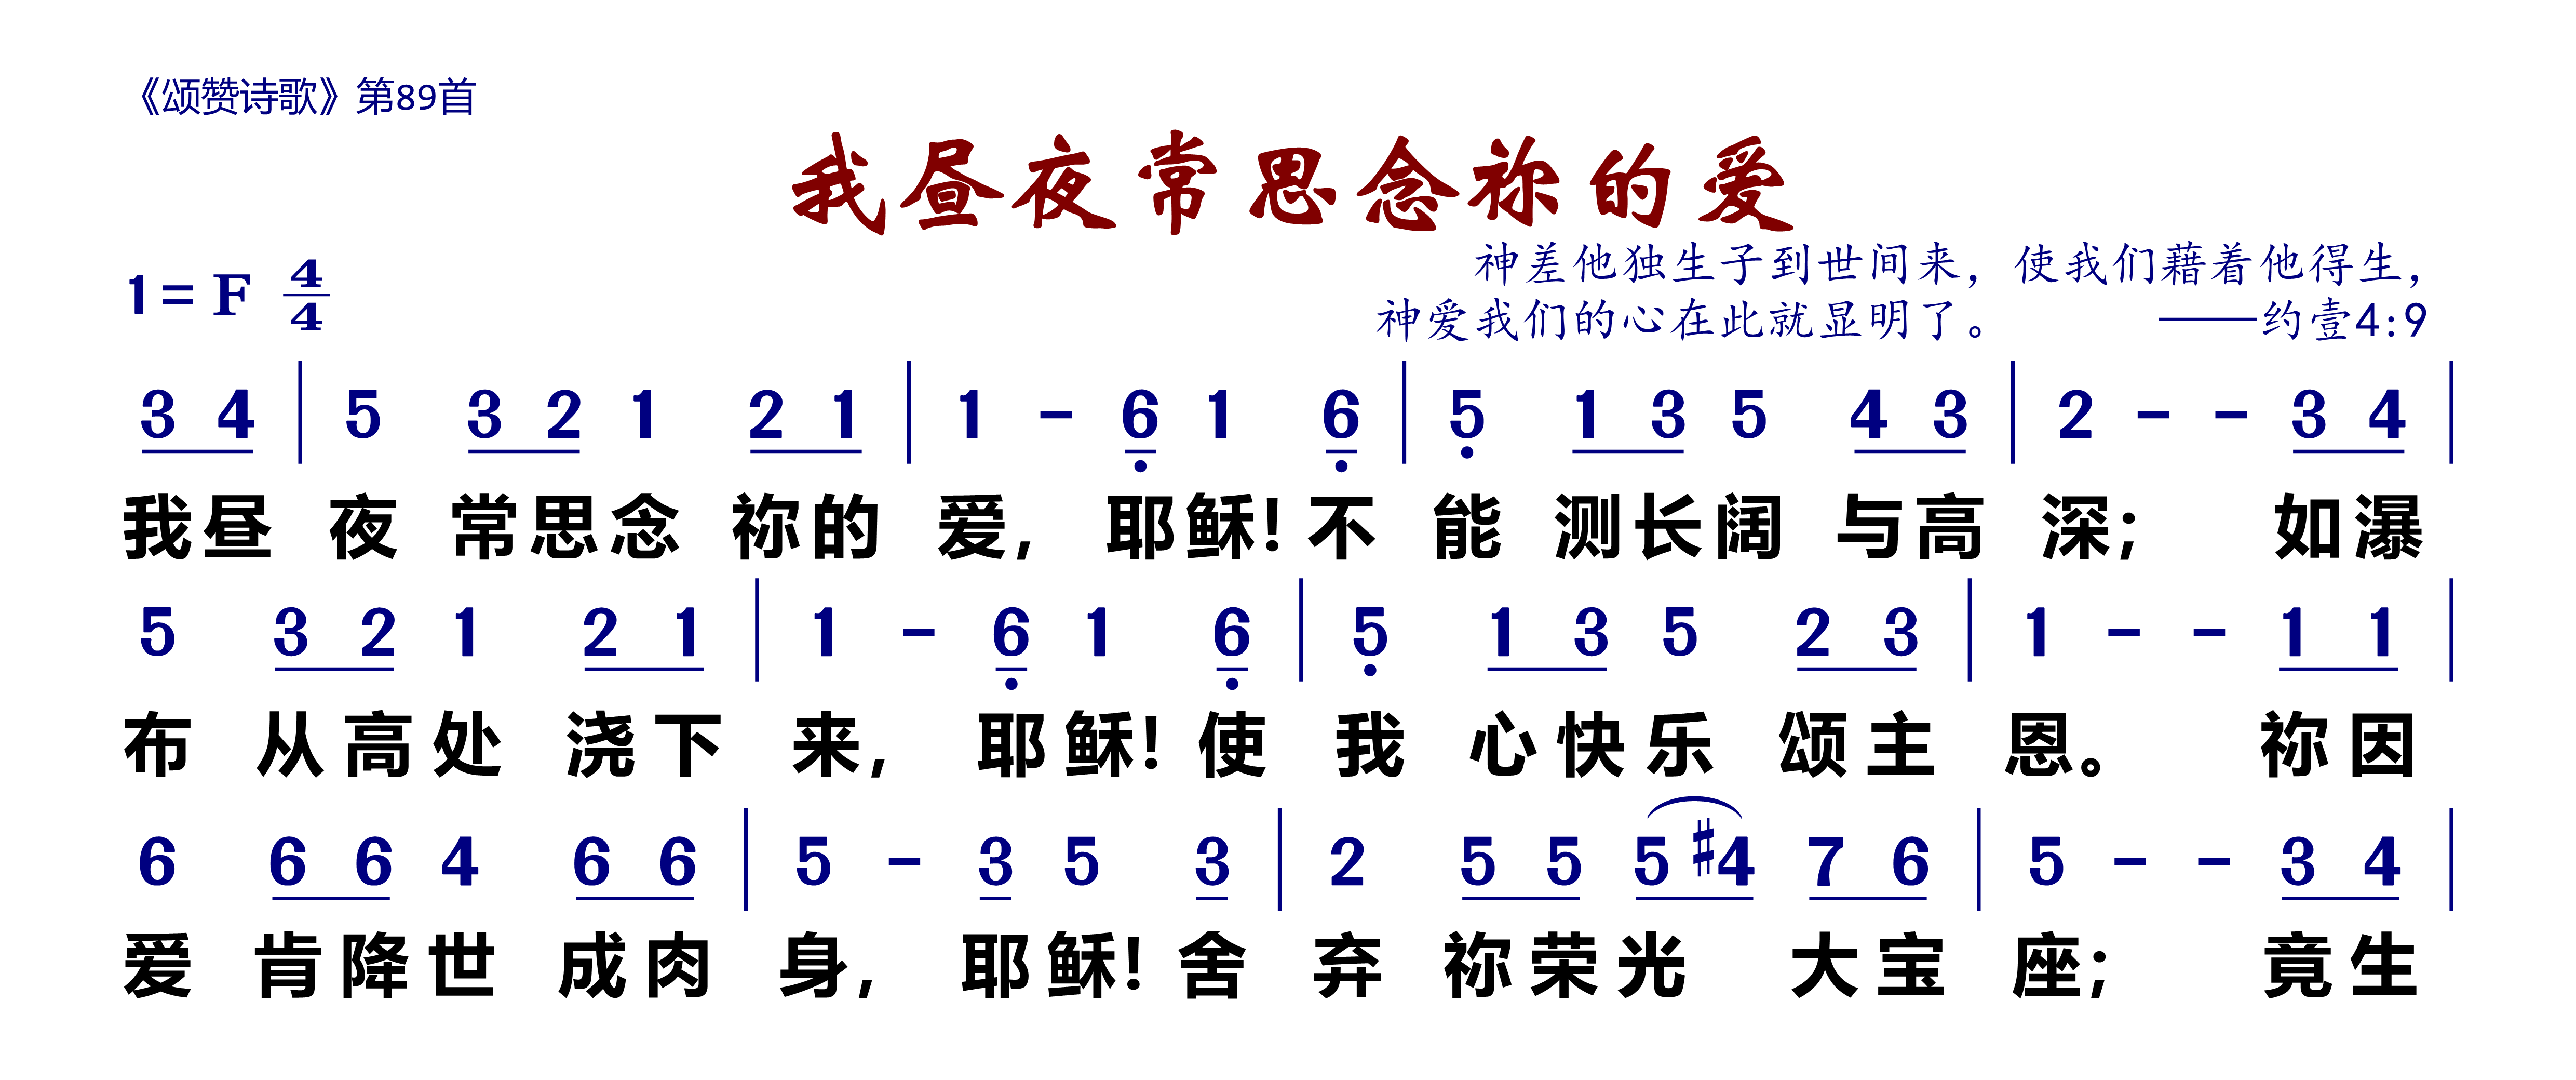 《颂赞诗歌》第89首
我昼夜常思念祢的爱
神差他独生子到世间来，使我们藉着他得生，
1= F 4/4
神爱我们的心在此就显明了。 ——约壹4:9
3 4 | 5 3 2 1 2 1 | 1 - 6 1 6 | 5 1 3 5 4 3 | 2 - - 3 4 |
我昼 夜 常思念 祢的 爱， 耶稣！不 能 测长阔 与高 深； 如瀑
5 3 2 1 2 1 | 1 - 6 1 6 | 5 1 3 5 2 3 | 1 - - 1 1 |
布 从高处 浇下 来， 耶稣！使 我 心快乐 颂主 恩。 祢因
6 6 6 4 6 6 | 5 - 3 5 3 | 2 5 5 5 #4 7 6 | 5 - - 3 4 |
爱 肯降世 成肉 身， 耶稣！舍 弃 祢荣光 大宝 座； 竟生